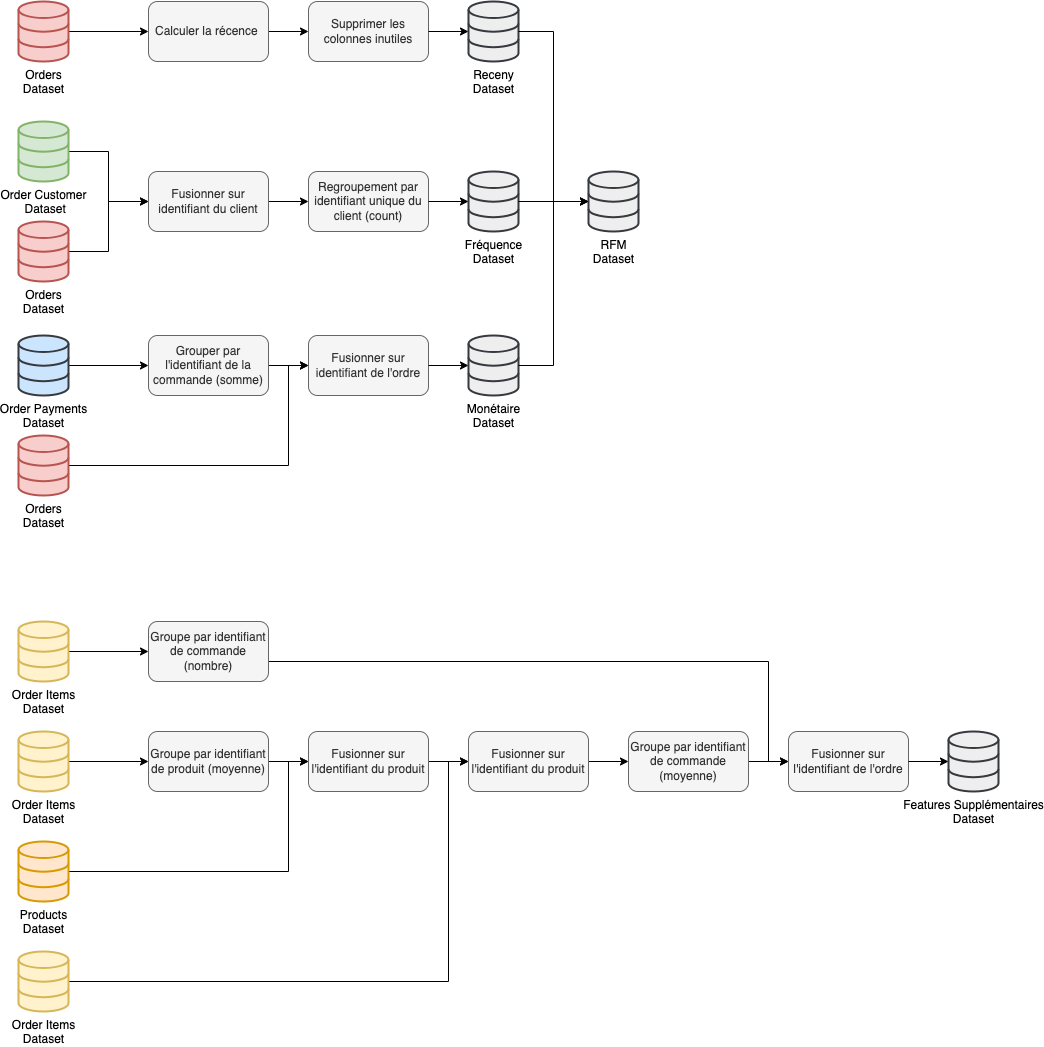 Calculer la récence
Supprimer les
colonnes inutiles
Orders
Dataset
Receny
Dataset
Order Customer
Dataset
Fusionner sur
identifiant du client
Regroupement par
identifiant unique du
client (count)
Fréquence
Dataset
RFM
Dataset
Orders
Dataset
Grouper par
l'identifiant de la
commande (somme)
Fusionner sur
identifiant de l'ordre
Order Payments
Dataset
Monétaire
Dataset
Orders
Dataset
Groupe par identifiant
de commande
(nombre)
Order Items
Dataset
Groupe par identifiant
de produit (moyenne)
Fusionner sur
l'identifiant du produit
Fusionner sur
l'identifiant du produit
Groupe par identifiant
de commande
(moyenne)
Fusionner sur
l'identifiant de l'ordre
Order Items
Dataset
Features Supplémentaires
Dataset
Products
Dataset
Order Items
Dataset